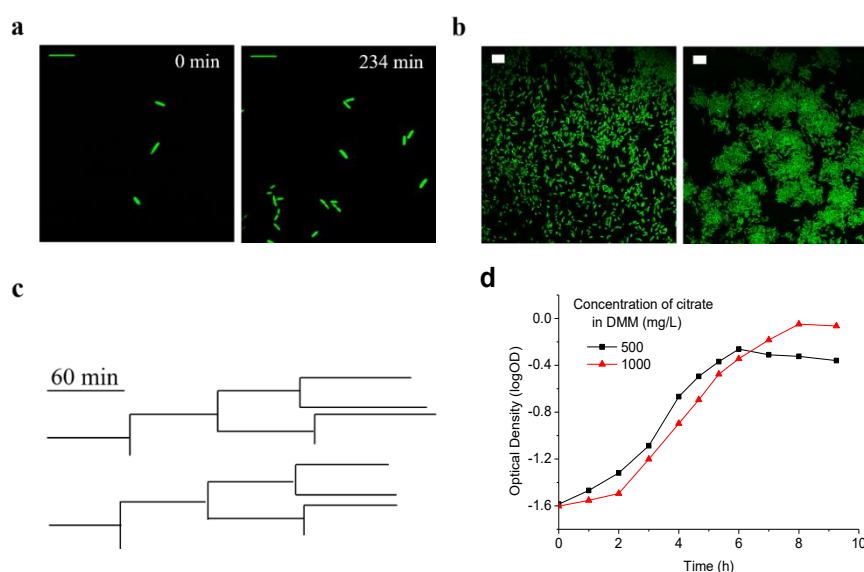 a
0 min
234 min
b
c
60 min
d
Concentration of citrate
in DMM (mg/L)
500
1000
Optical Density (logOD)
0.0
-0.4
-0.8
-1.2
-1.6
0
2
4
6
8
10
Time (h)